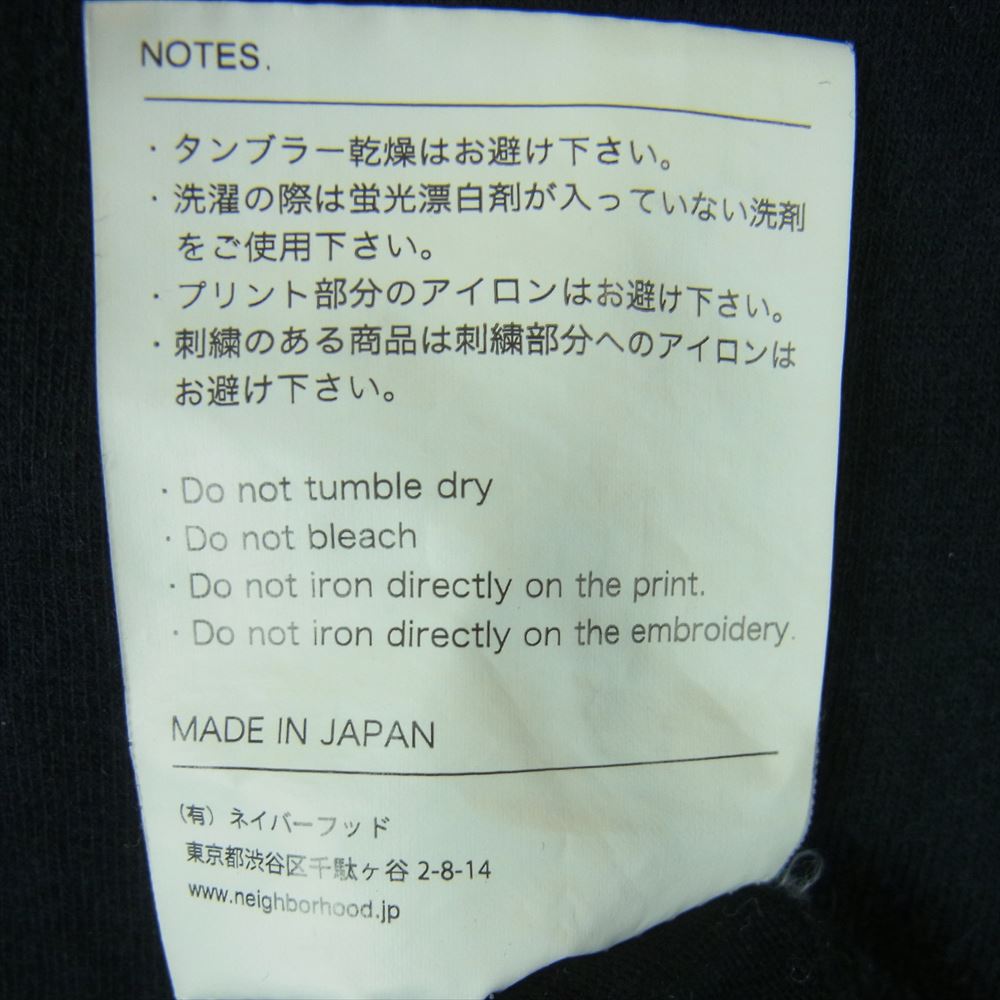 NOTES.
・タンブラー乾燥はお避け下さい。
・洗濯の際は蛍光漂白剤が入っていない洗剤
をご使用下さい。
・プリント部分のアイロンはお避け下さい。
・刺繍のある商品は刺繍部分へのアイロンは
お避け下さい。
・Do not tumble dry
・Do not bleach
・Do not iron directly on the print.
・Do not iron directly on the embroidery.
MADE IN JAPAN
(有) ネイバーフッド
東京都渋谷区千駄ヶ谷 2-8-14
www.neighborhood.jp